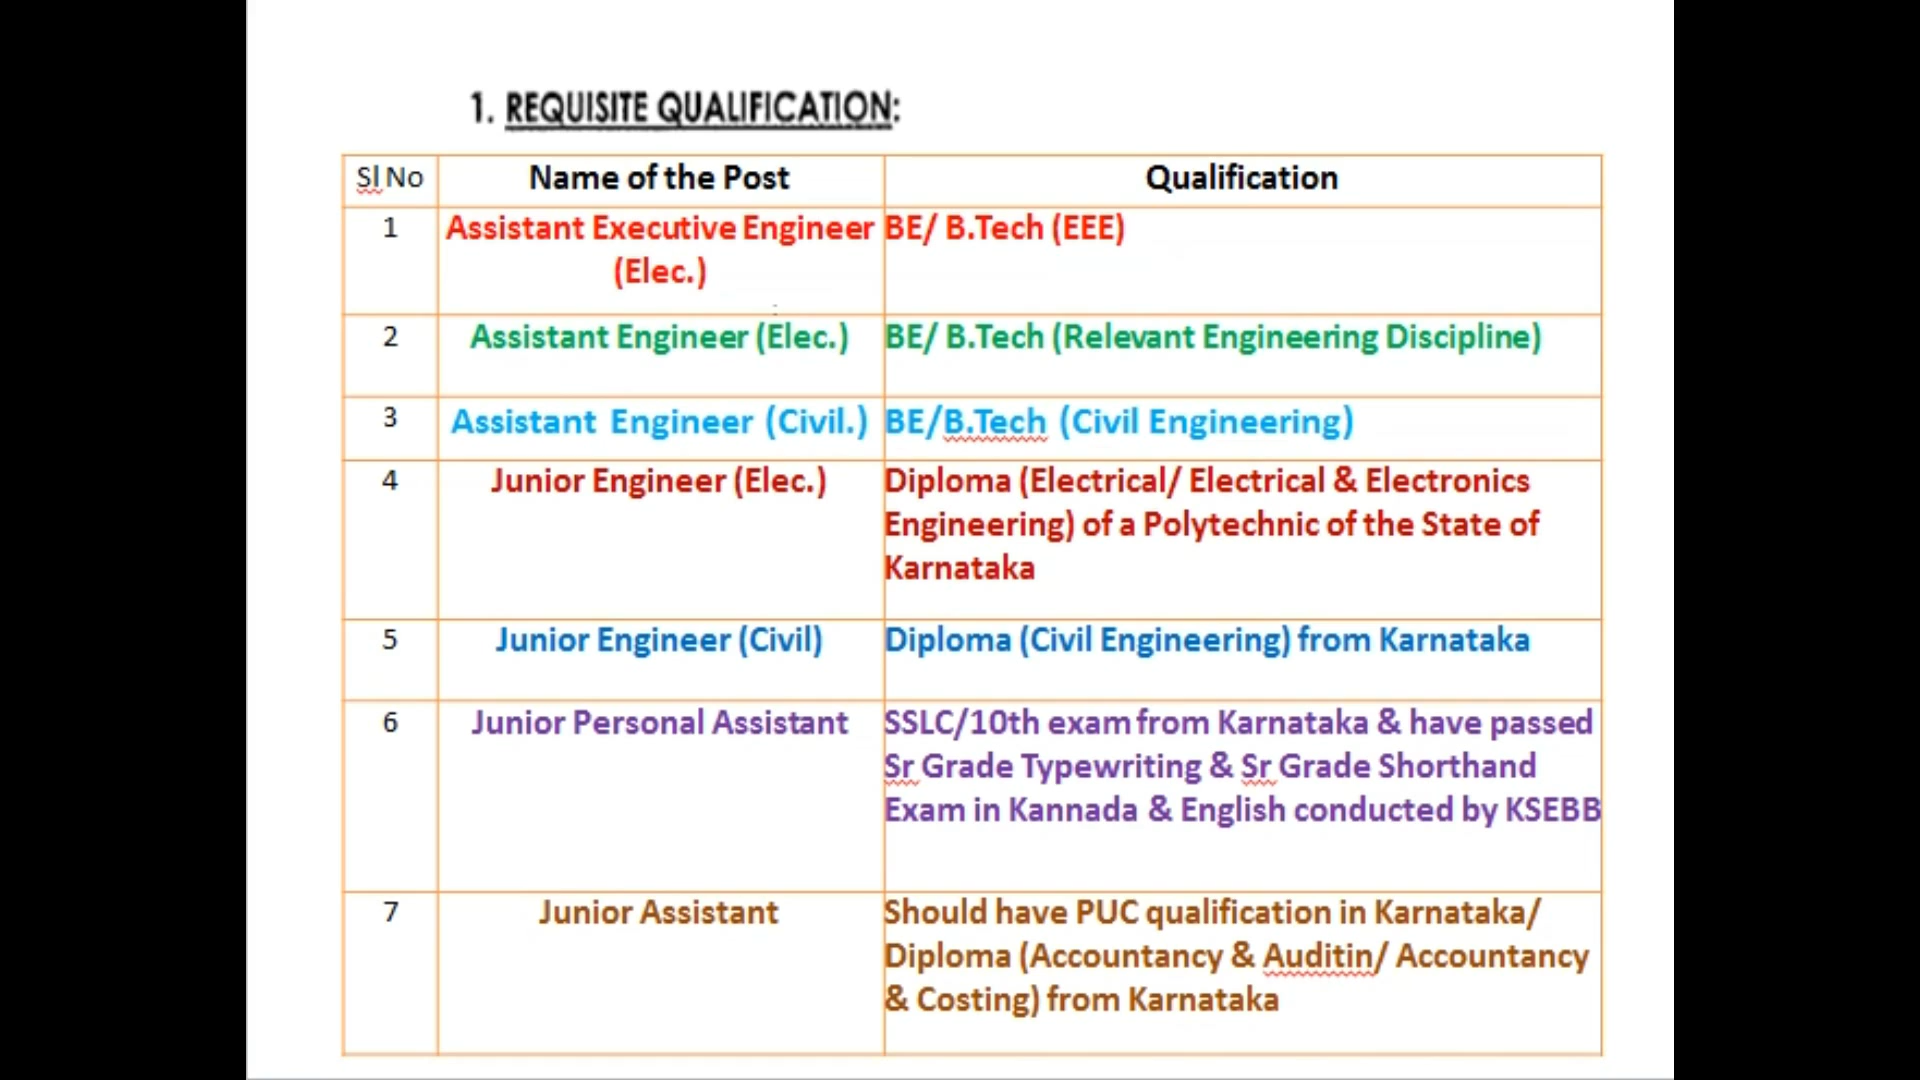 1. REQUISITE QUALIFICATION:
Sl No Name of the Post Qualification
1 Assistant Executive Engineer BE/ B.Tech (EEE)
(Elec.)
2 Assistant Engineer (Elec.) BE/ B.Tech (Relevant Engineering Discipline)
3 Assistant Engineer (Civil.) BE/B.Tech (Civil Engineering)
4 Junior Engineer (Elec.) Diploma (Electrical/ Electrical & Electronics
Engineering) of a Polytechnic of the State of
Karnataka
5 Junior Engineer (Civil) Diploma (Civil Engineering) from Karnataka
6 Junior Personal Assistant SSLC/10th exam from Karnataka & have passed
Sr Grade Typewriting & Sr Grade Shorthand
Exam in Kannada & English conducted by KSEBB
7 Junior Assistant Should have PUC qualification in Karnataka/
Diploma (Accountancy & Auditin/ Accountancy
& Costing) from Karnataka